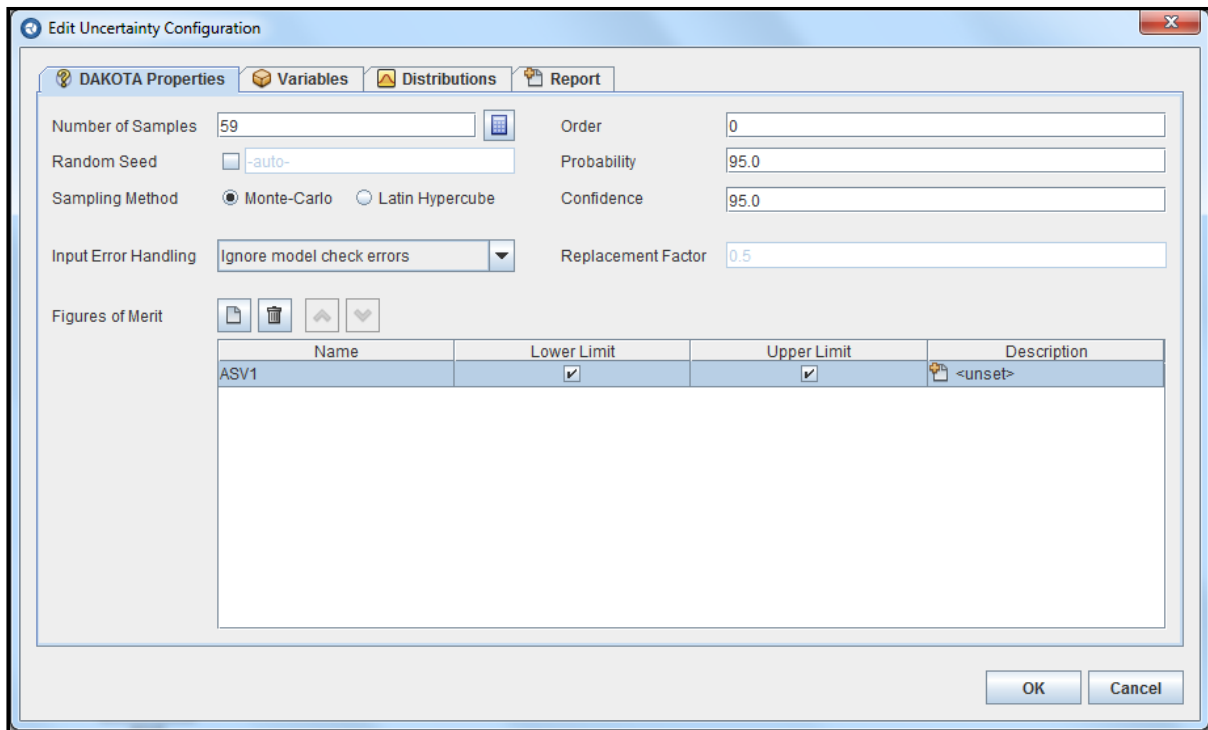 Edit Uncertainty Configuration
DAKOTA Properties Variables Distributions Report
Number of Samples 59 Order 0
Random Seed -auto- Probability 95.0
Sampling Method Monte-Carlo Latin Hypercube Confidence 95.0
Input Error Handling Ignore model check errors Replacement Factor 0.5
Figures of Merit
Name Lower Limit Upper Limit Description
ASV1 <unset>
OK Cancel